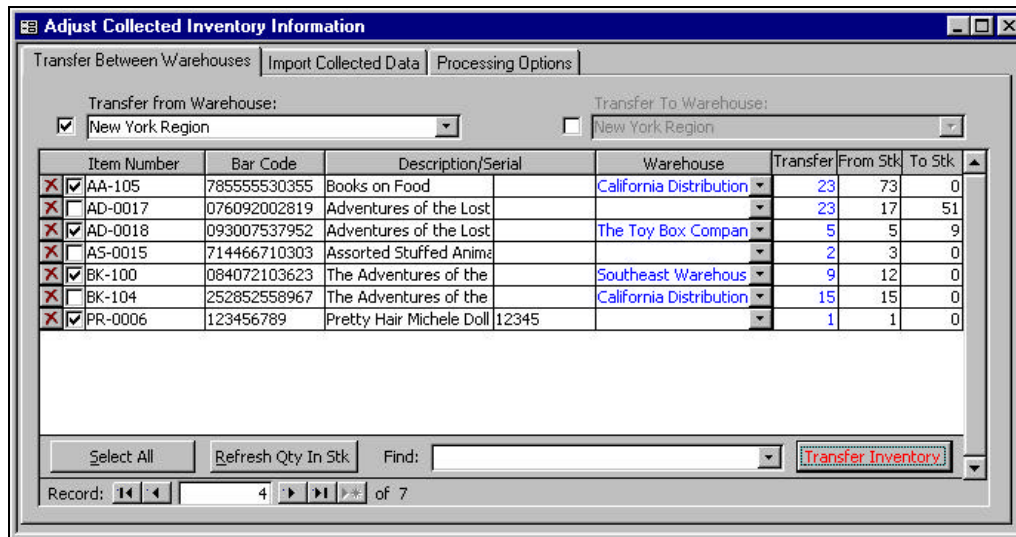 Adjust Collected Inventory Information
Transfer Between Warehouses Import Collected Data Processing Options
Transfer from Warehouse: Transfer To Warehouse:
New York Region New York Region
Item Number Bar Code Description/Serial Warehouse Transfer From Stk To Stk
AA-105 785555530355 Books on Food California Distribution 23 73 0
AD-0017 076092002819 Adventures of the Lost 23 17 51
AD-0018 093007537952 Adventures of the Lost The Toy Box Compan 5 5 9
AS-0015 714466710303 Assorted Stuffed Anima 2 3 0
BK-100 084072103623 The Adventures of the Southeast Warehous 9 12 0
BK-104 252852558967 The Adventures of the California Distribution 15 15 0
PR-0006 123456789 Pretty Hair Michele Doll 12345 1 1 0
Select All Refresh Qty In Stk Find: Transfer Inventory
Record: 4 of 7